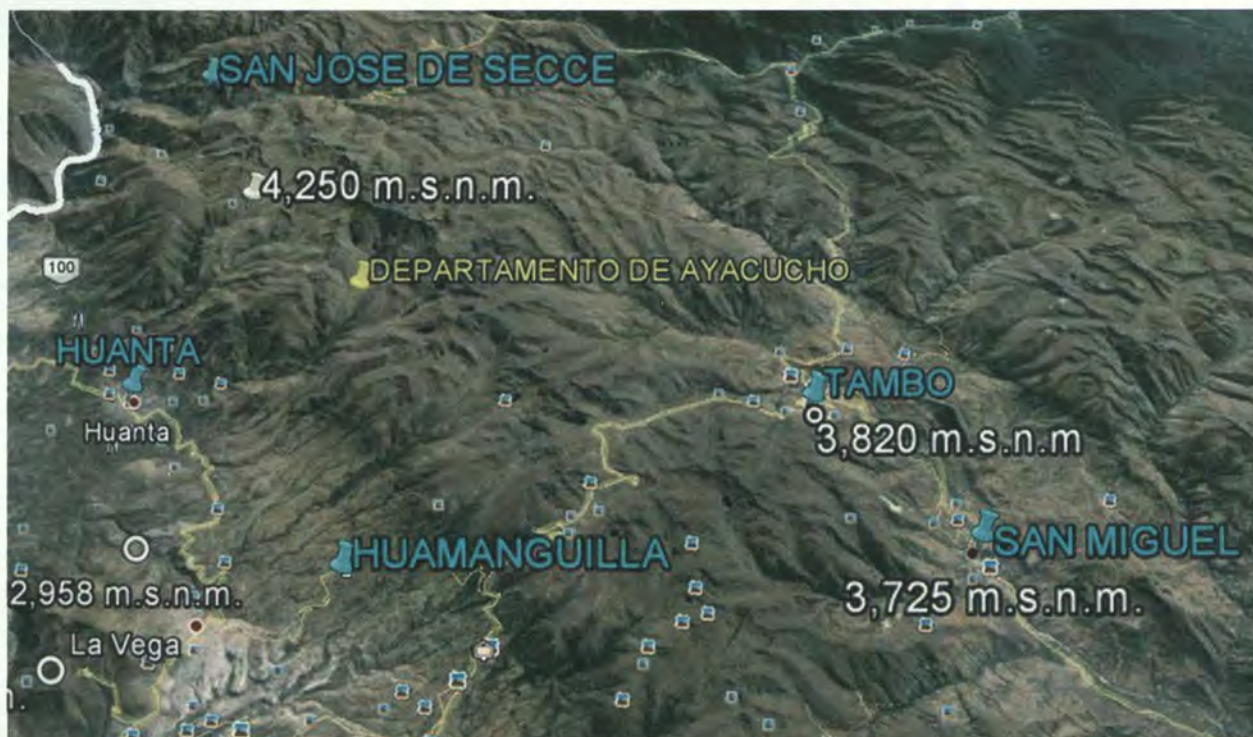 SAN JOSE DE SECCE
4,250 m.s.n.m.
100
DEPARTAMENTO DE AYACUCHO
HUANTA
TAMBO
Huanta
3,820 m.s.n.m
SAN MIGUEL
HUAMANGUILLA
2,958 m.s.n.m.
3,725 m.s.n.m.
La Vega